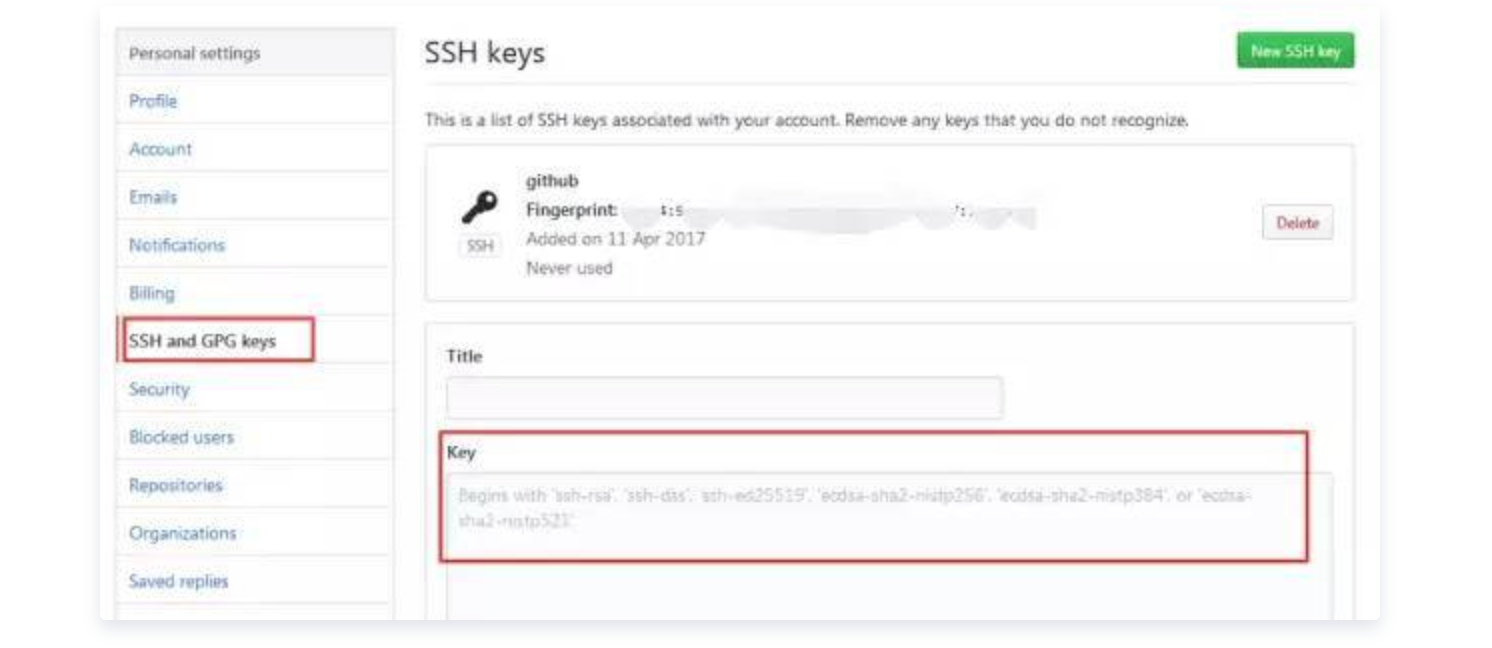 Personal settings
Profile
Account
Emails
Notifications
Billing
SSH and GPG keys
Security
Blocked users
Repositories
Organizations
Saved replies
SSH keys
New SSH key
This is a list of SSH keys associated with your account. Remove any keys that you do not recognize.
github
Fingerprint:
Added on 11 Apr 2017
Never used
SSH
Delete
Title
Key
Begins with 'ssh-rsa', 'ssh-dss', 'ssh-ed25519', 'ecdsa-sha2-nistp256', 'ecdsa-sha2-nistp384', or 'ecdsa-
sha2-nistp521'